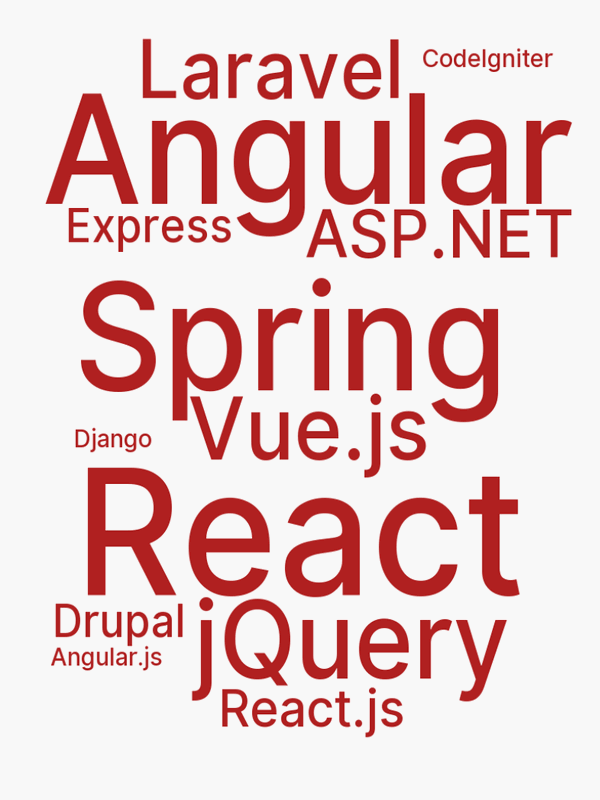 Laravel
CodeIgniter
Angular
Express
ASP.NET
Spring
Vue.js
Django
React
Drupal
jQuery
Angular.js
React.js